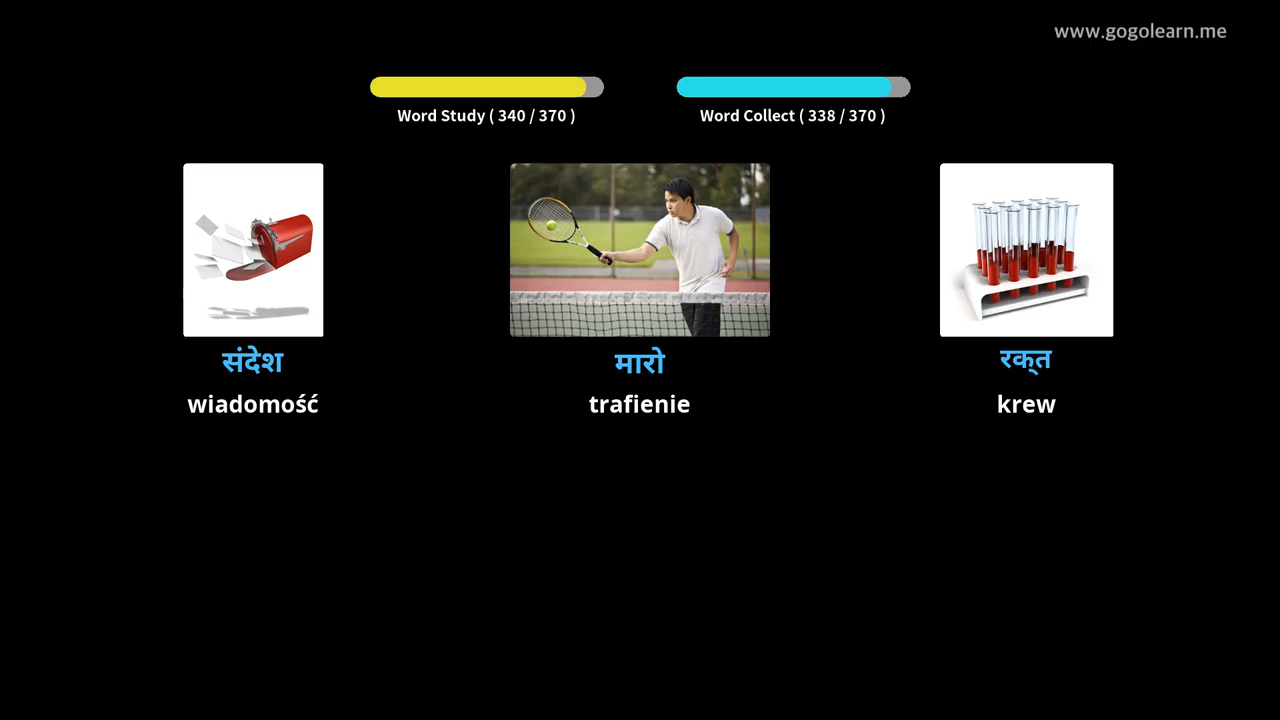 www.gogolearn.me
Word Study ( 340 / 370 )
Word Collect ( 338 / 370 )
संदेश
मारो
रक्‌त
wiadomość
trafienie
krew